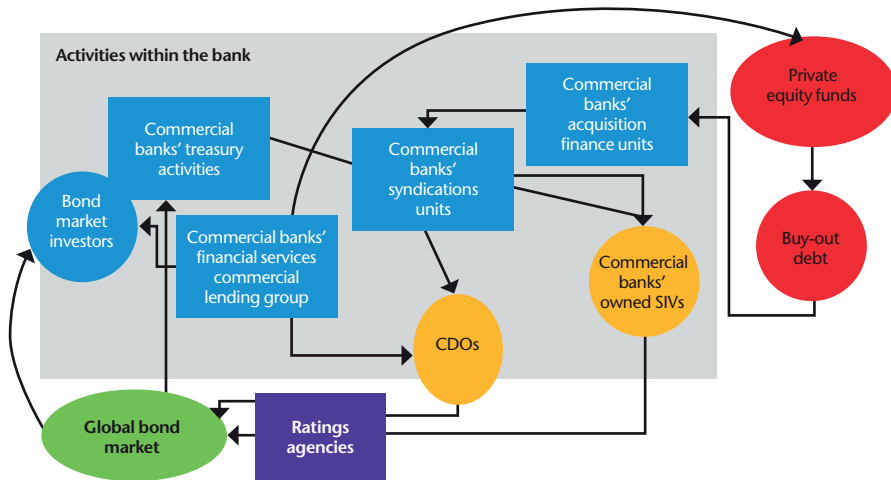 Activities within the bank
Private
equity funds
Commercial
banks'
acquisition
finance units
Commercial
banks' treasury
activities
Commercial
banks'
syndications
units
Bond
market
investors
Commercial banks'
financial services
commercial
lending group
Buy-out
debt
Commercial
banks'
owned SIVs
CDOs
Global bond
market
Ratings
agencies